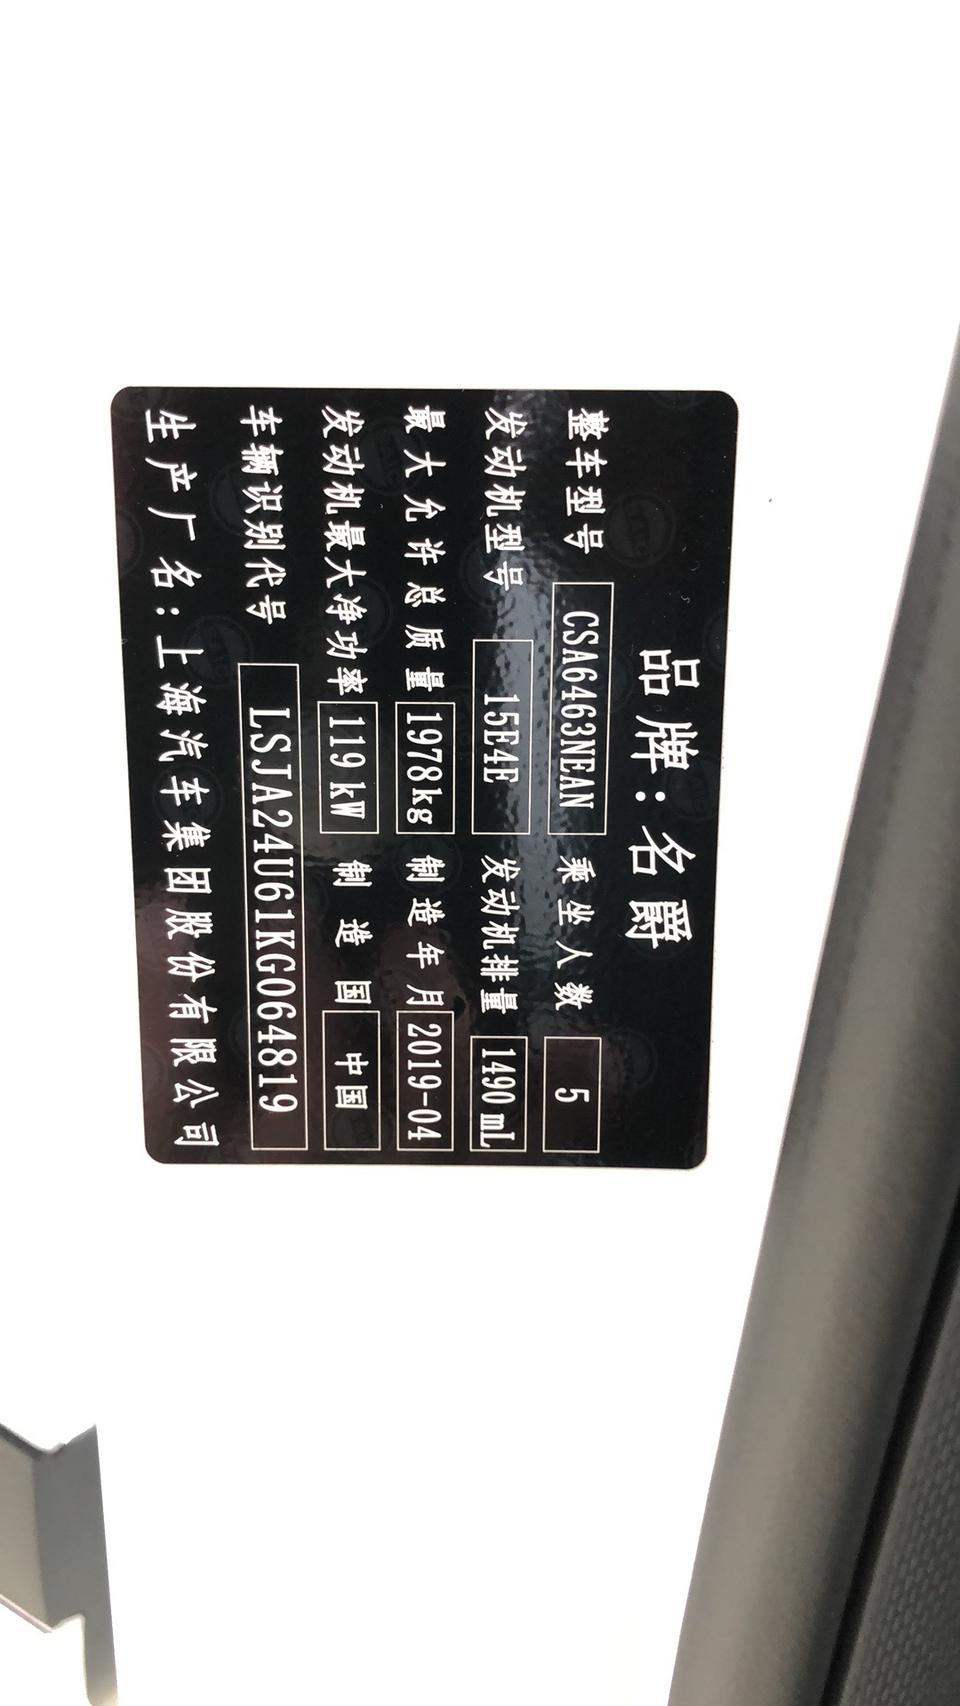 品牌:名爵
整车型号 CSA6463NEAN 乘坐人数 5
发动机型号 15E4E 发动机排量 1490 mL
最大允许总质量 1978kg 制造年月 2019-04
发动机最大净功率 119kW 制造国 中国
车辆识别代号 LSJA24U61KG064819
生产厂名:上海汽车集团股份有限公司